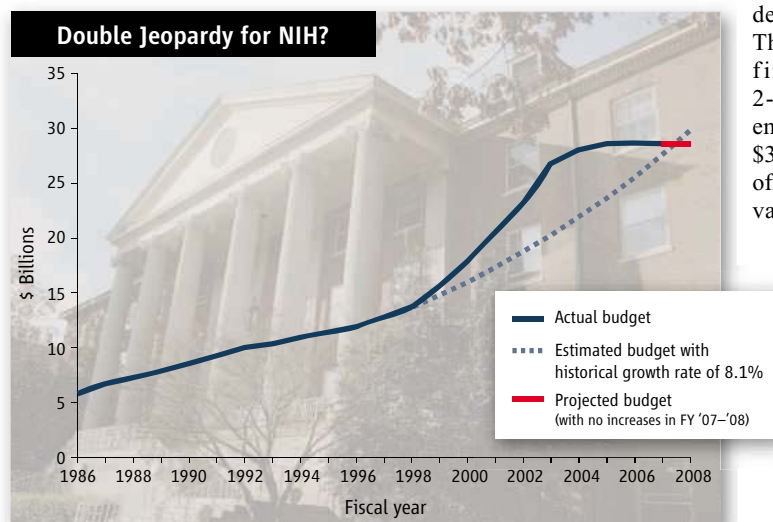 Double Jeopardy for NIH?
35
30
25
20
15
10
5
0
$ Billions
1986 1988 1990 1992 1994 1996 1998 2000 2002 2004 2006 2008
Fiscal year
Actual budget
Estimated budget with
historical growth rate of 8.1%
Projected budget
(with no increases in FY '07–'08)
de
Th
fi
2-
en
$3
of
va